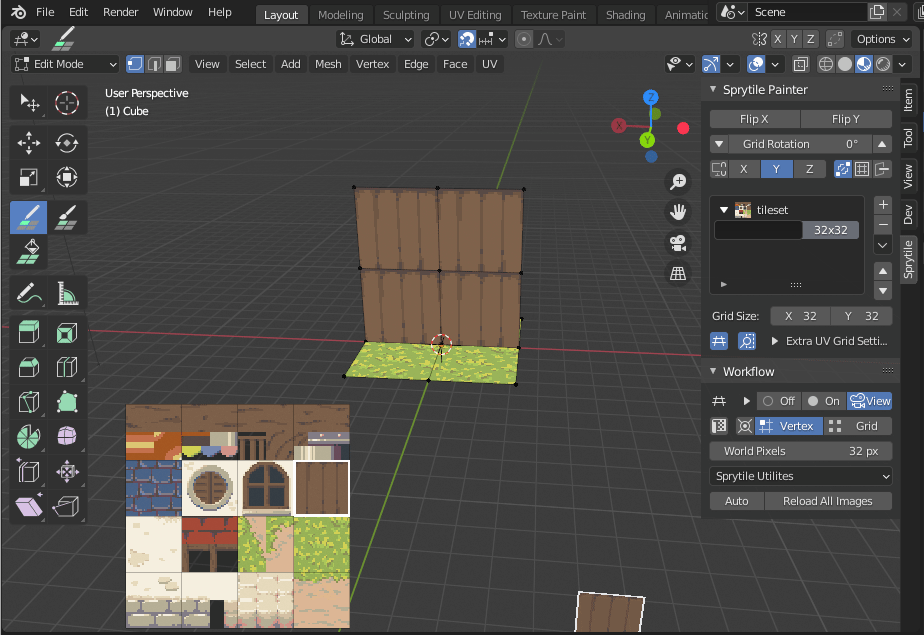 File Edit Render Window Help Layout Modeling Sculpting UV Editing Texture Paint Shading Animatic Scene
Global X Y Z Options
Edit Mode View Select Add Mesh Vertex Edge Face UV
User Perspective
(1) Cube
Z
X
Y
Sprytile Painter
Flip X Flip Y
Grid Rotation 0°
X Y Z
tileset
32x32
Grid Size: X 32 Y 32
Extra UV Grid Setti...
Workflow
Off On View
Vertex Grid
World Pixels 32 px
Sprytile Utilites
Auto Reload All Images
Item
Tool
View
Dev
Sprytile